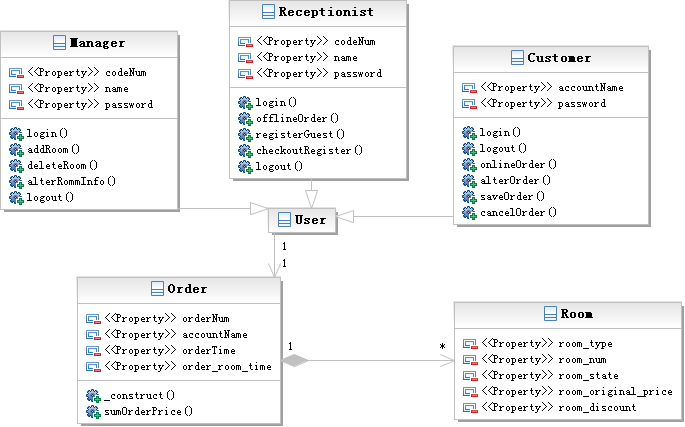 Manager
<<Property>> codeNum
<<Property>> name
<<Property>> password
login()
addRoom()
deleteRoom()
alterRommInfo()
logout()
Receptionist
<<Property>> codeNum
<<Property>> name
<<Property>> password
login()
offlineOrder()
registerGuest()
checkoutRegister()
logout()
Customer
<<Property>> accountName
<<Property>> password
login()
logout()
onlineOrder()
alterOrder()
saveOrder()
cancelOrder()
User
1
1
Order
<<Property>> orderNum
<<Property>> accountName
<<Property>> orderTime
<<Property>> order_room_time
_construct()
sumOrderPrice()
1
*
Room
<<Property>> room_type
<<Property>> room_num
<<Property>> room_state
<<Property>> room_original_price
<<Property>> room_discount